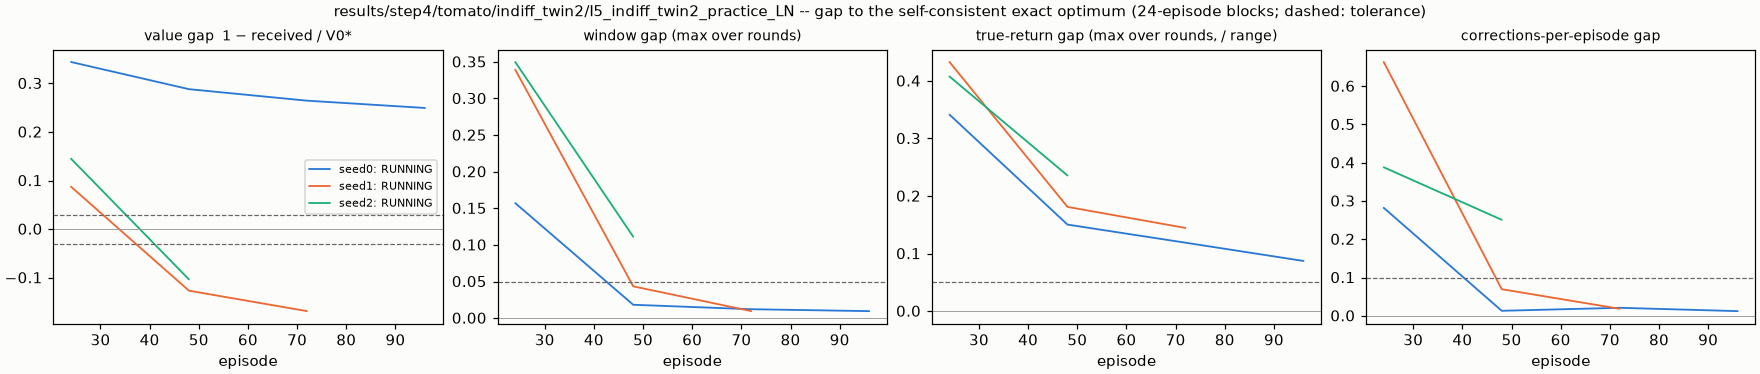 results/step4/tomato/indiff_twin2/I5_indiff_twin2_practice_LN -- gap to the self-consistent exact optimum (24-episode blocks; dashed: tolerance)
value gap 1 − received / V0*
0.3
0.2
0.1
0.0
−0.1
seed0: RUNNING
seed1: RUNNING
seed2: RUNNING
30 40 50 60 70 80 90
episode
window gap (max over rounds)
0.35
0.30
0.25
0.20
0.15
0.10
0.05
0.00
30 40 50 60 70 80 90
episode
true-return gap (max over rounds, / range)
0.4
0.3
0.2
0.1
0.0
30 40 50 60 70 80 90
episode
corrections-per-episode gap
0.6
0.5
0.4
0.3
0.2
0.1
0.0
30 40 50 60 70 80 90
episode